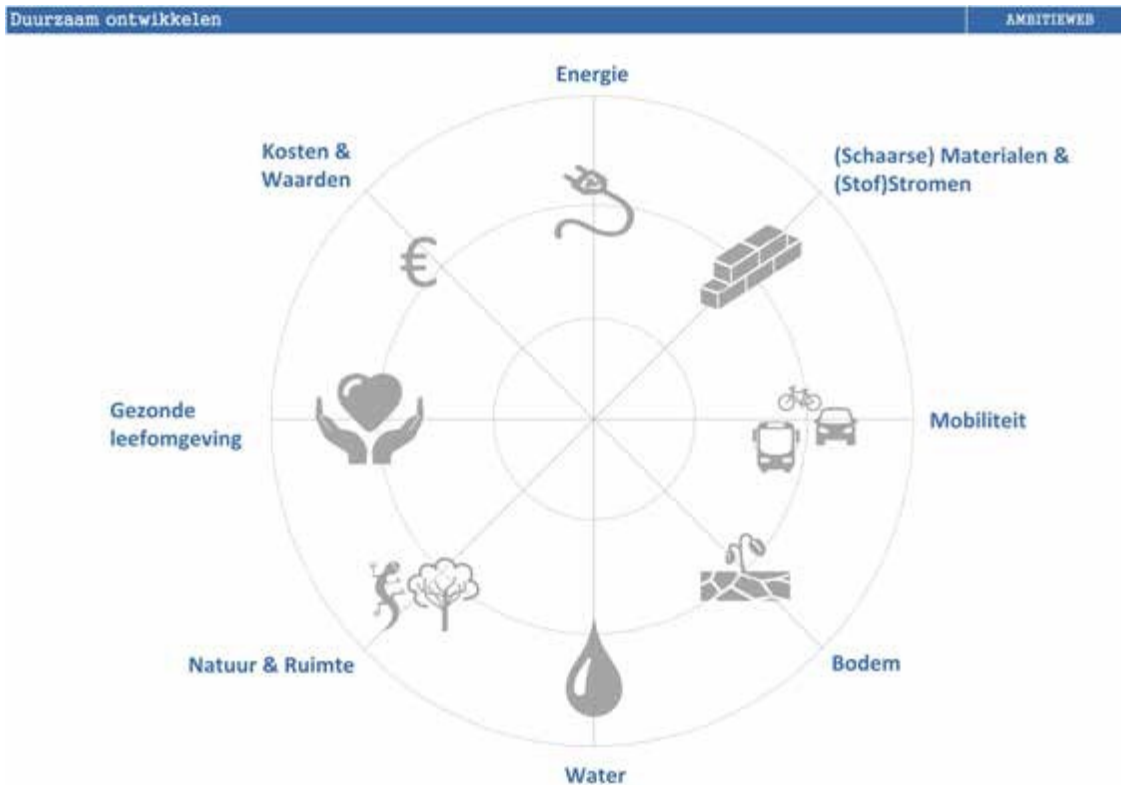 Duurzaam ontwikkelen
AMBITIEWEB
Energie
Kosten &
Waarden
(Schaarse) Materialen &
(Stof)Stromen
€
Gezonde
leefomgeving
Mobiliteit
Natuur & Ruimte
Bodem
Water